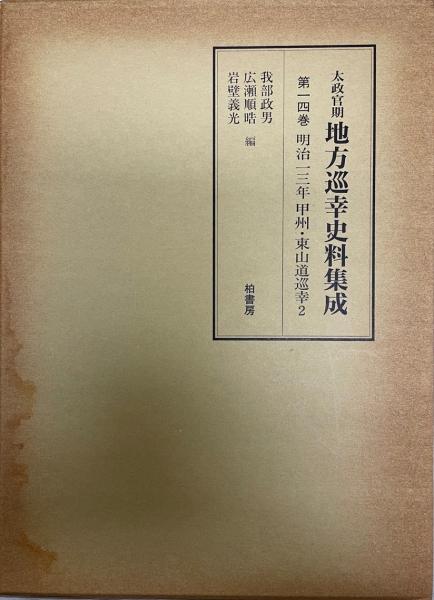 太政官期 地方巡幸史料集成
第一四巻 明治一三年 甲州・東山道巡幸2
我部政男
広瀬順晧 編
岩壁義光
柏書房